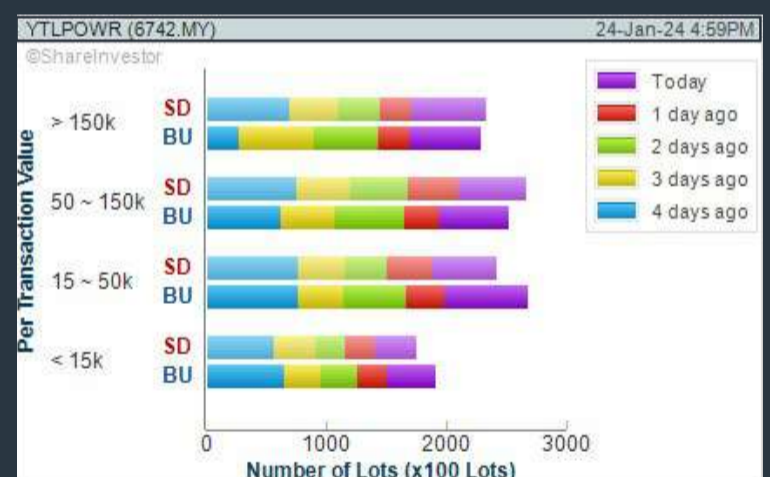 YTLPOWR (6742.MY) 24-Jan-24 4:59PM
©ShareInvestor
Today
1 day ago
2 days ago
3 days ago
4 days ago
Per Transaction Value
> 150k
SD
BU
50 ~ 150k
SD
BU
15 ~ 50k
SD
BU
< 15k
SD
BU
0 1000 2000 3000
Number of Lots (x100 Lots)